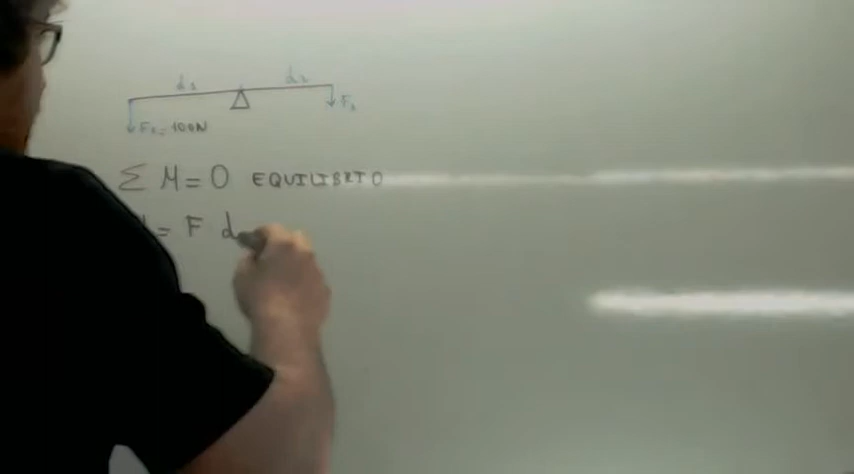 d₁ d₂
F₂
F₁ = 100N
Σ M = 0 EQUILIBRIO
= F d